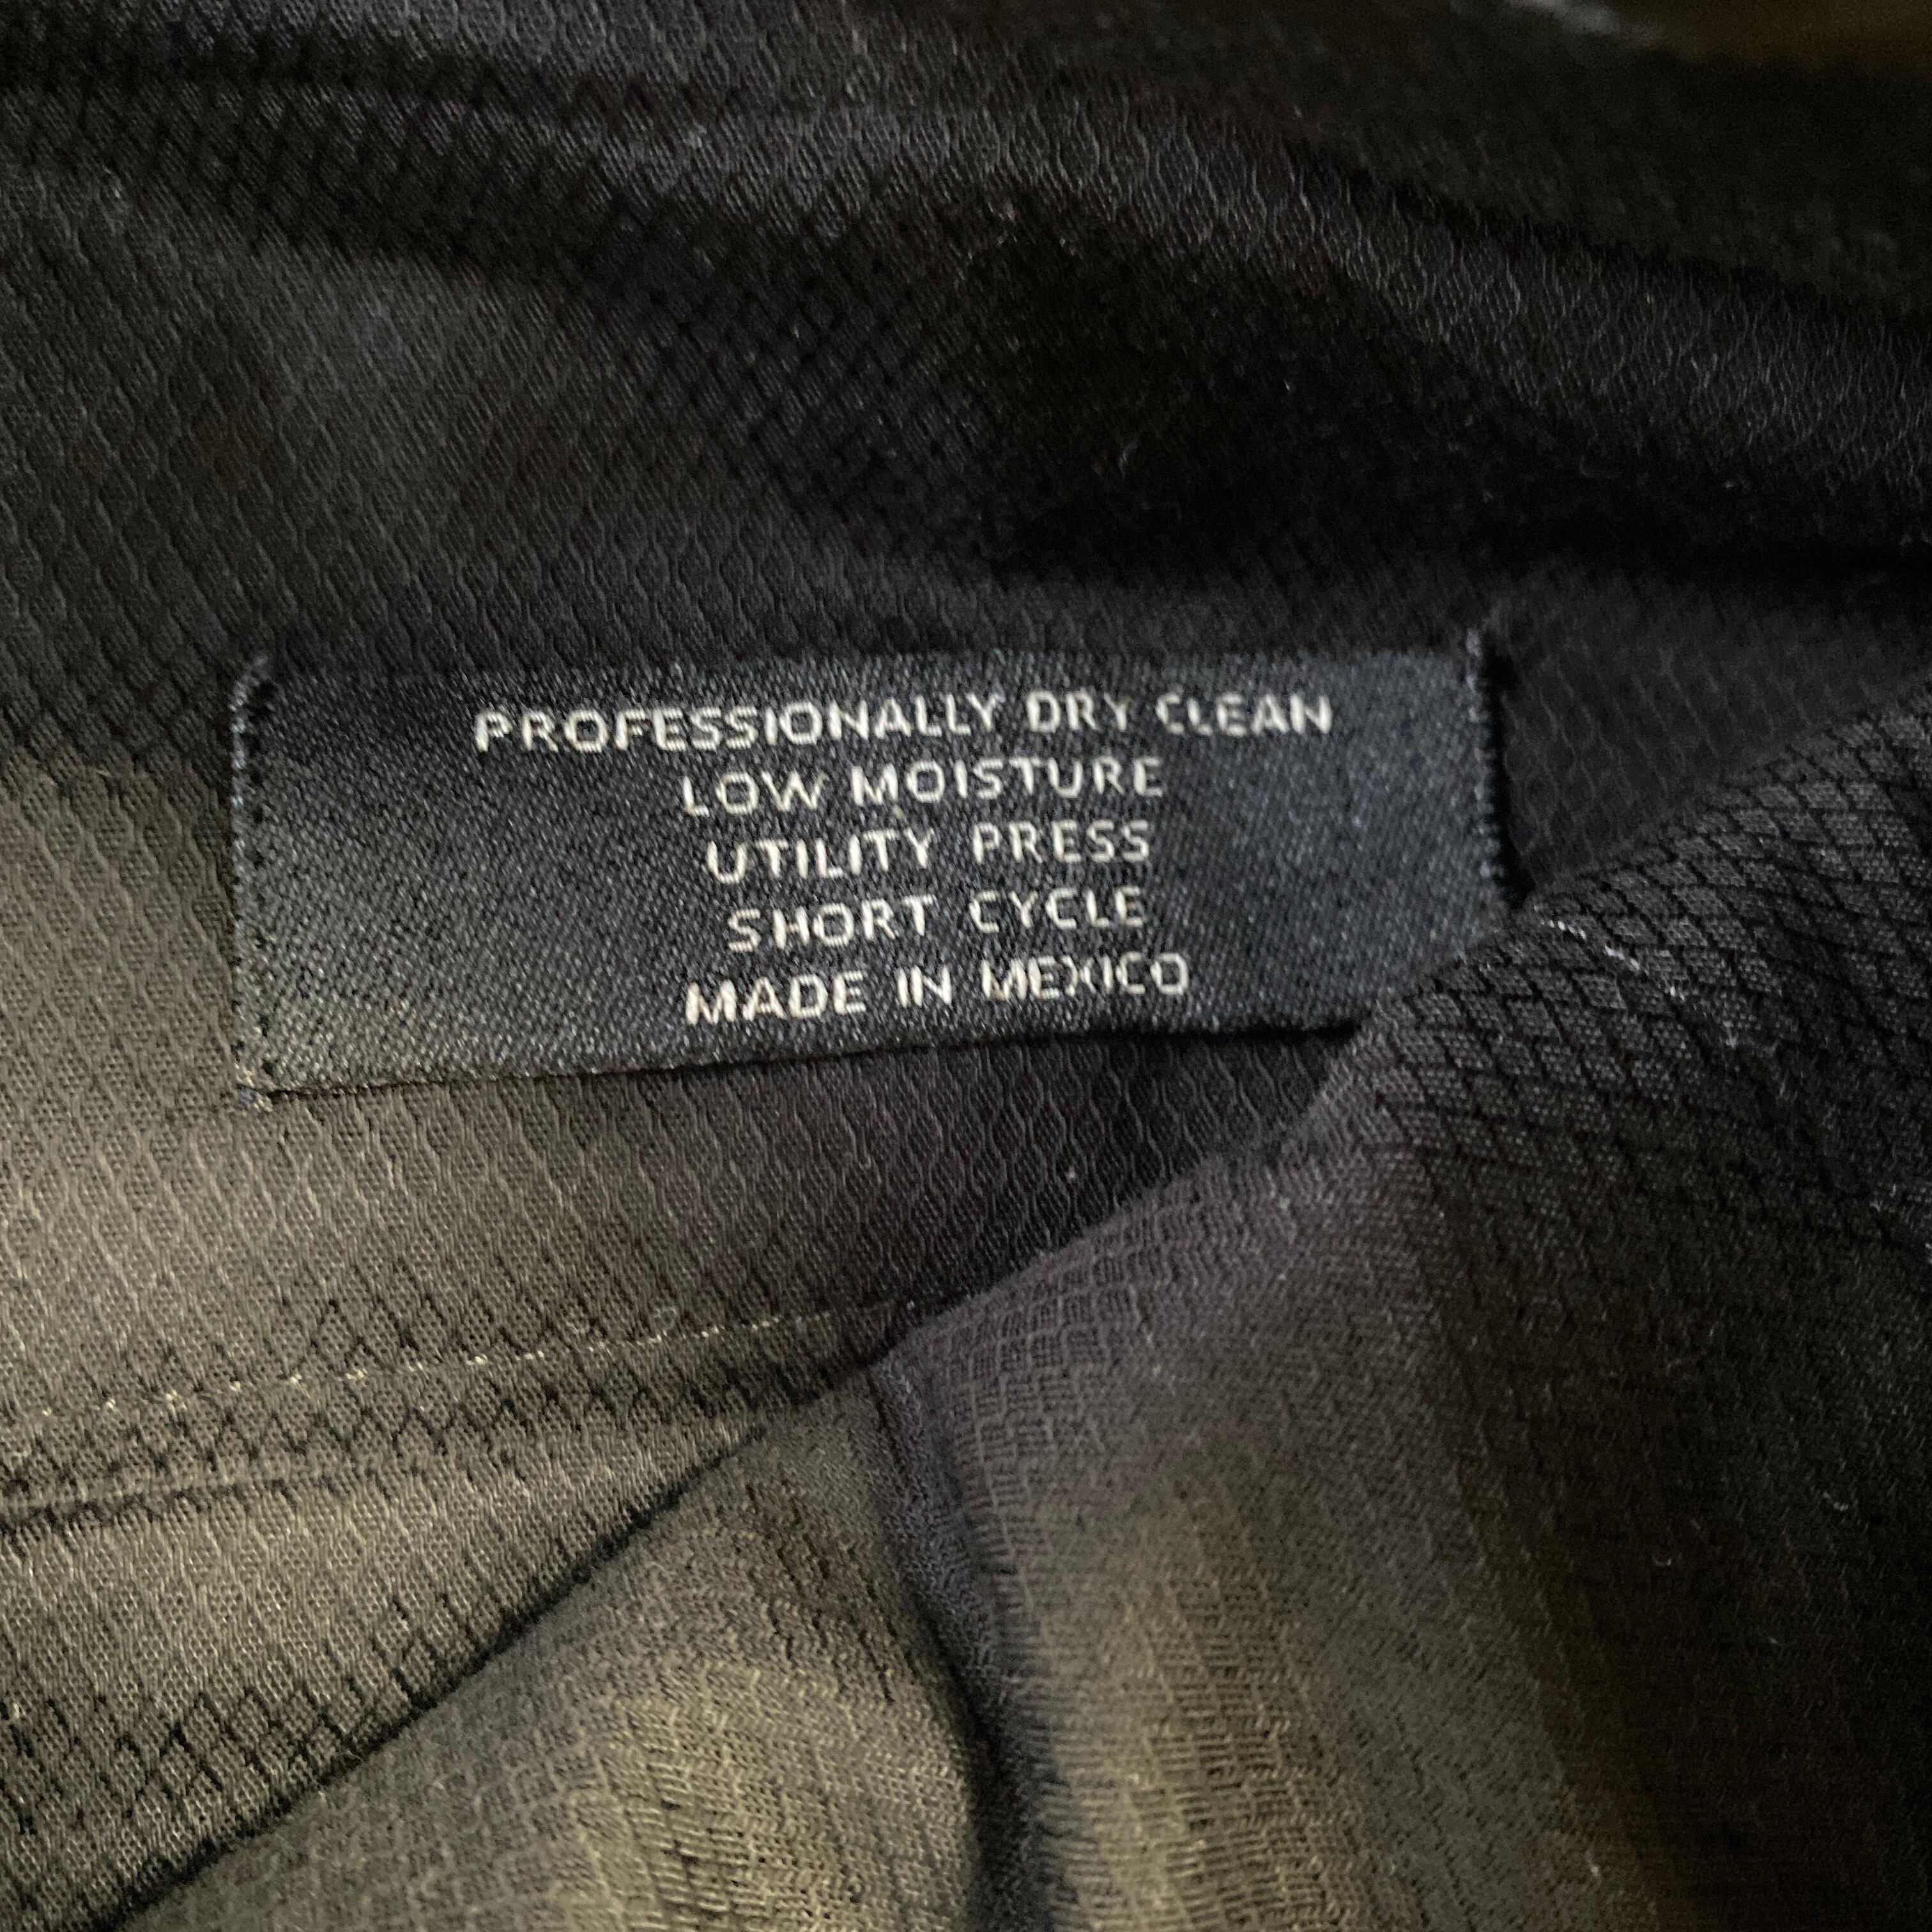 PROFESSIONALLY DRY CLEAN
LOW MOISTURE
UTILITY PRESS
SHORT CYCLE
MADE IN MEXICO